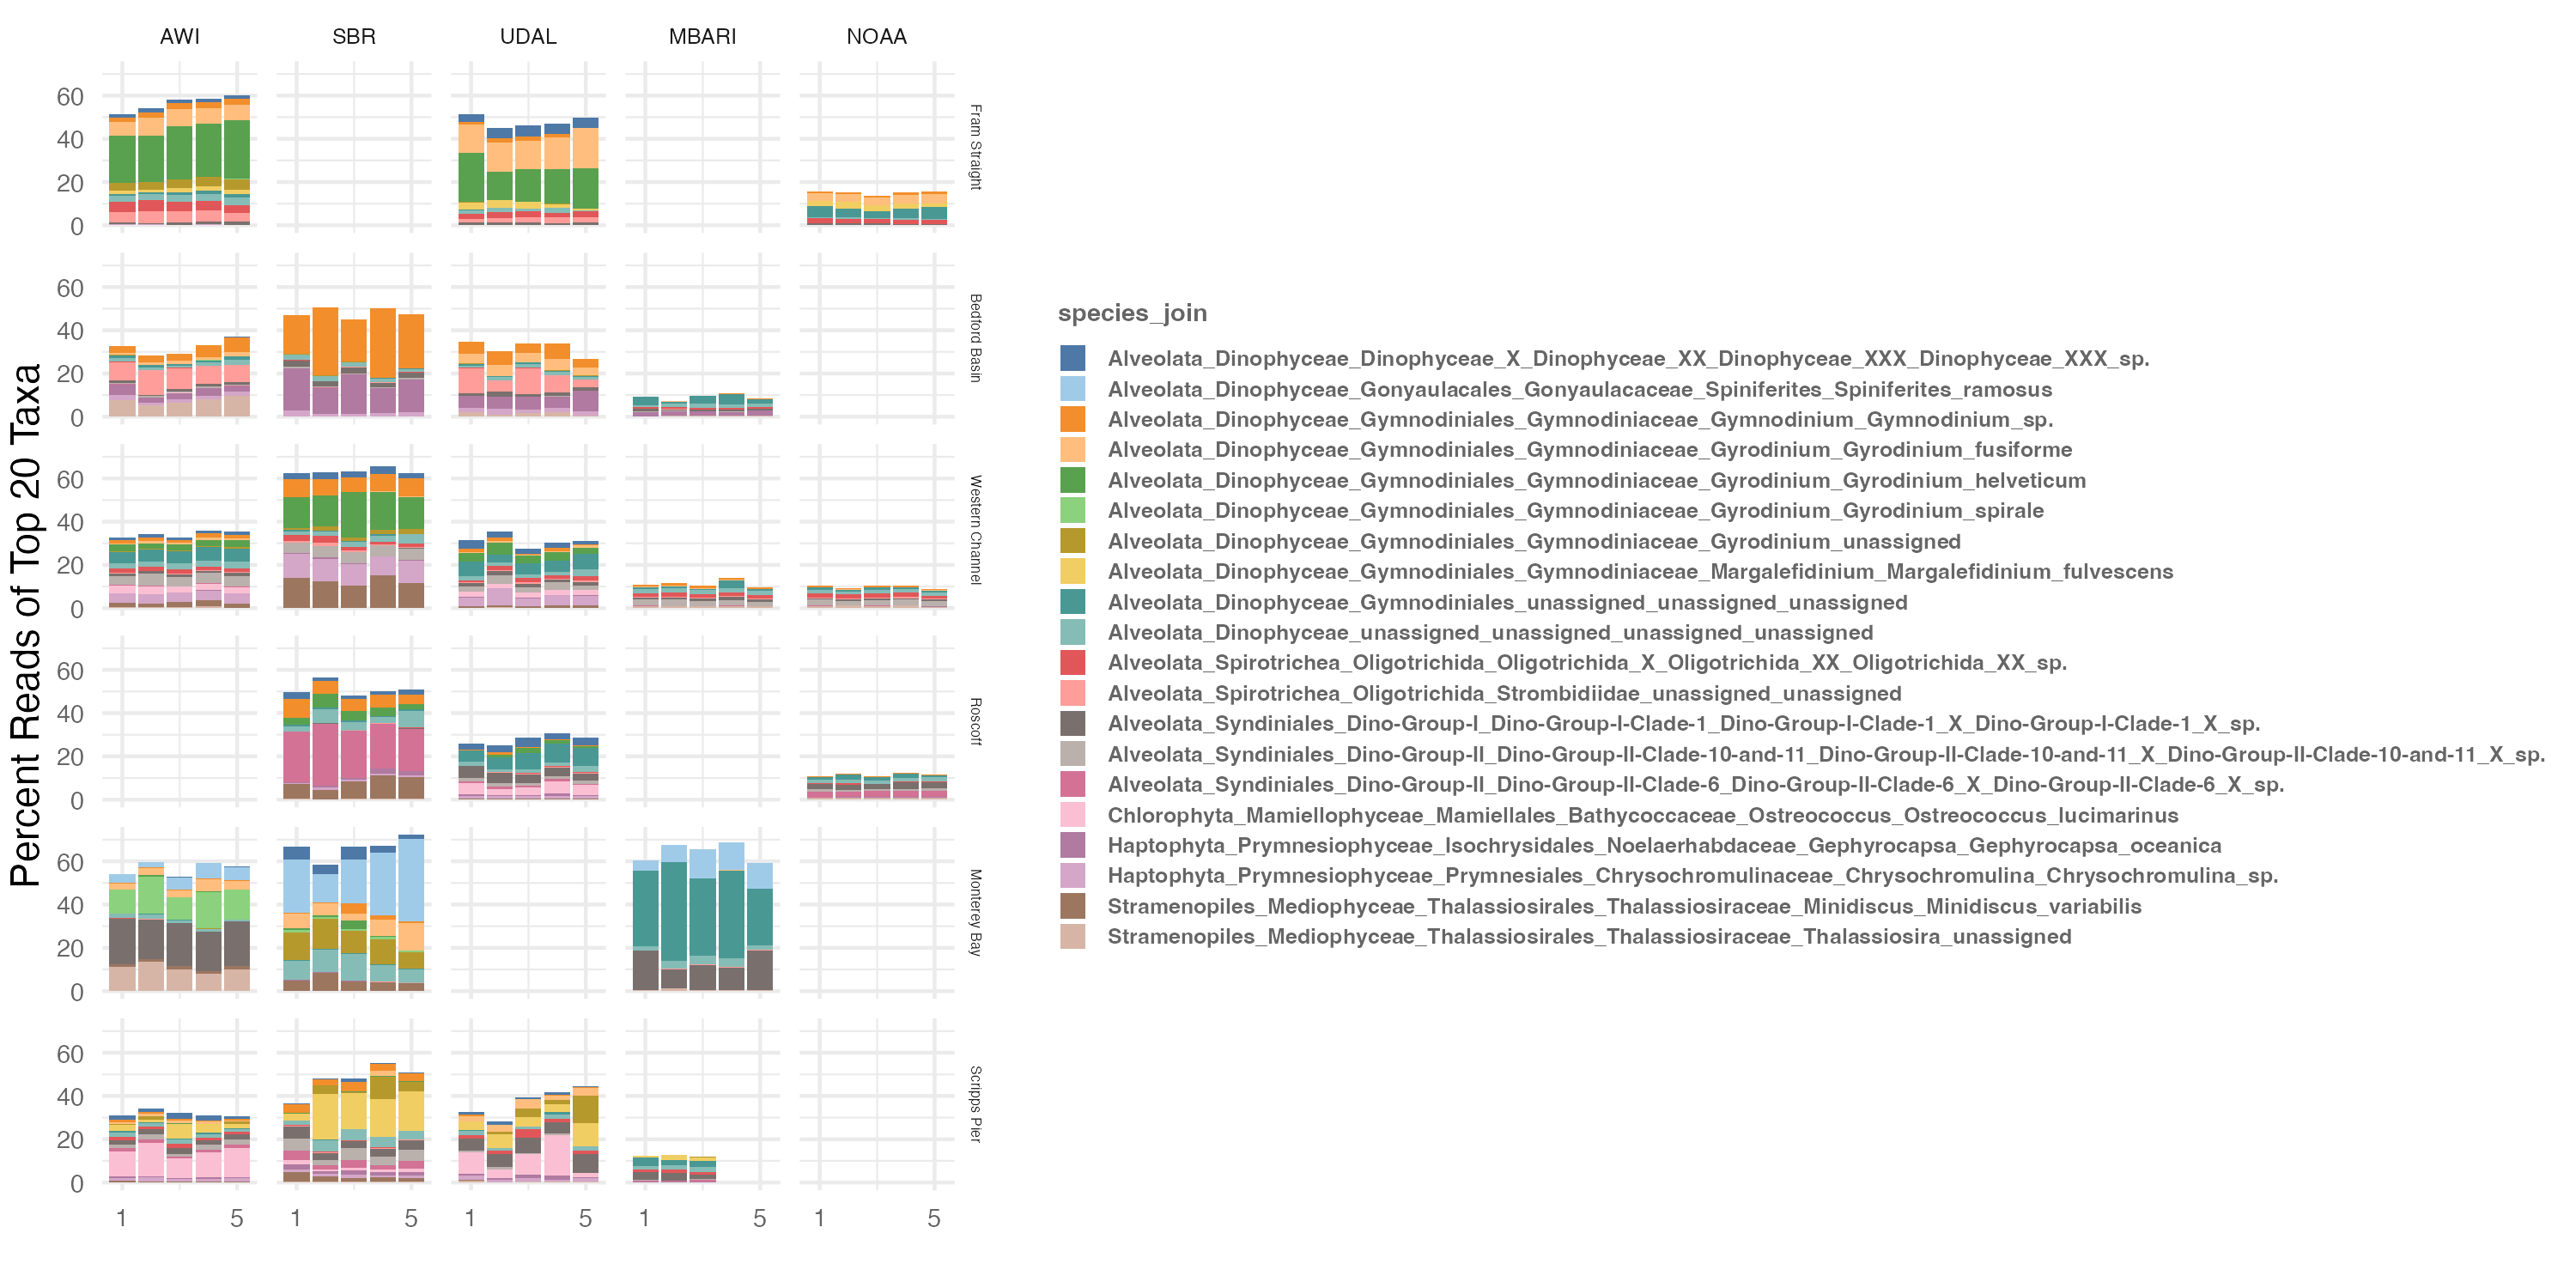 AWI SBR UDAL MBARI NOAA
Percent Reads of Top 20 Taxa
60
40
20
0
Fram Straight
60
40
20
0
Bedford Basin
60
40
20
0
Western Channel
60
40
20
0
Roscoff
60
40
20
0
Monterey Bay
60
40
20
0
Scripps Pier
1 5 1 5 1 5 1 5 1 5
species_join
Alveolata_Dinophyceae_Dinophyceae_X_Dinophyceae_XX_Dinophyceae_XXX_Dinophyceae_XXX_sp.
Alveolata_Dinophyceae_Gonyaulacales_Gonyaulacaceae_Spiniferites_Spiniferites_ramosus
Alveolata_Dinophyceae_Gymnodiniales_Gymnodiniaceae_Gymnodinium_Gymnodinium_sp.
Alveolata_Dinophyceae_Gymnodiniales_Gymnodiniaceae_Gyrodinium_Gyrodinium_fusiforme
Alveolata_Dinophyceae_Gymnodiniales_Gymnodiniaceae_Gyrodinium_Gyrodinium_helveticum
Alveolata_Dinophyceae_Gymnodiniales_Gymnodiniaceae_Gyrodinium_Gyrodinium_spirale
Alveolata_Dinophyceae_Gymnodiniales_Gymnodiniaceae_Gyrodinium_unassigned
Alveolata_Dinophyceae_Gymnodiniales_Gymnodiniaceae_Margalefidinium_Margalefidinium_fulvescens
Alveolata_Dinophyceae_Gymnodiniales_unassigned_unassigned_unassigned
Alveolata_Dinophyceae_unassigned_unassigned_unassigned_unassigned
Alveolata_Spirotrichea_Oligotrichida_Oligotrichida_X_Oligotrichida_XX_Oligotrichida_XX_sp.
Alveolata_Spirotrichea_Oligotrichida_Strombidiidae_unassigned_unassigned
Alveolata_Syndiniales_Dino-Group-I_Dino-Group-I-Clade-1_Dino-Group-I-Clade-1_X_Dino-Group-I-Clade-1_X_sp.
Alveolata_Syndiniales_Dino-Group-II_Dino-Group-II-Clade-10-and-11_Dino-Group-II-Clade-10-and-11_X_Dino-Group-II-Clade-10-and-11_X_sp.
Alveolata_Syndiniales_Dino-Group-II_Dino-Group-II-Clade-6_Dino-Group-II-Clade-6_X_Dino-Group-II-Clade-6_X_sp.
Chlorophyta_Mamiellophyceae_Mamiellales_Bathycoccaceae_Ostreococcus_Ostreococcus_lucimarinus
Haptophyta_Prymnesiophyceae_Isochrysidales_Noelaerhabdaceae_Gephyrocapsa_Gephyrocapsa_oceanica
Haptophyta_Prymnesiophyceae_Prymnesiales_Chrysochromulinaceae_Chrysochromulina_Chrysochromulina_sp.
Stramenopiles_Mediophyceae_Thalassiosirales_Thalassiosiraceae_Minidiscus_Minidiscus_variabilis
Stramenopiles_Mediophyceae_Thalassiosirales_Thalassiosiraceae_Thalassiosira_unassigned